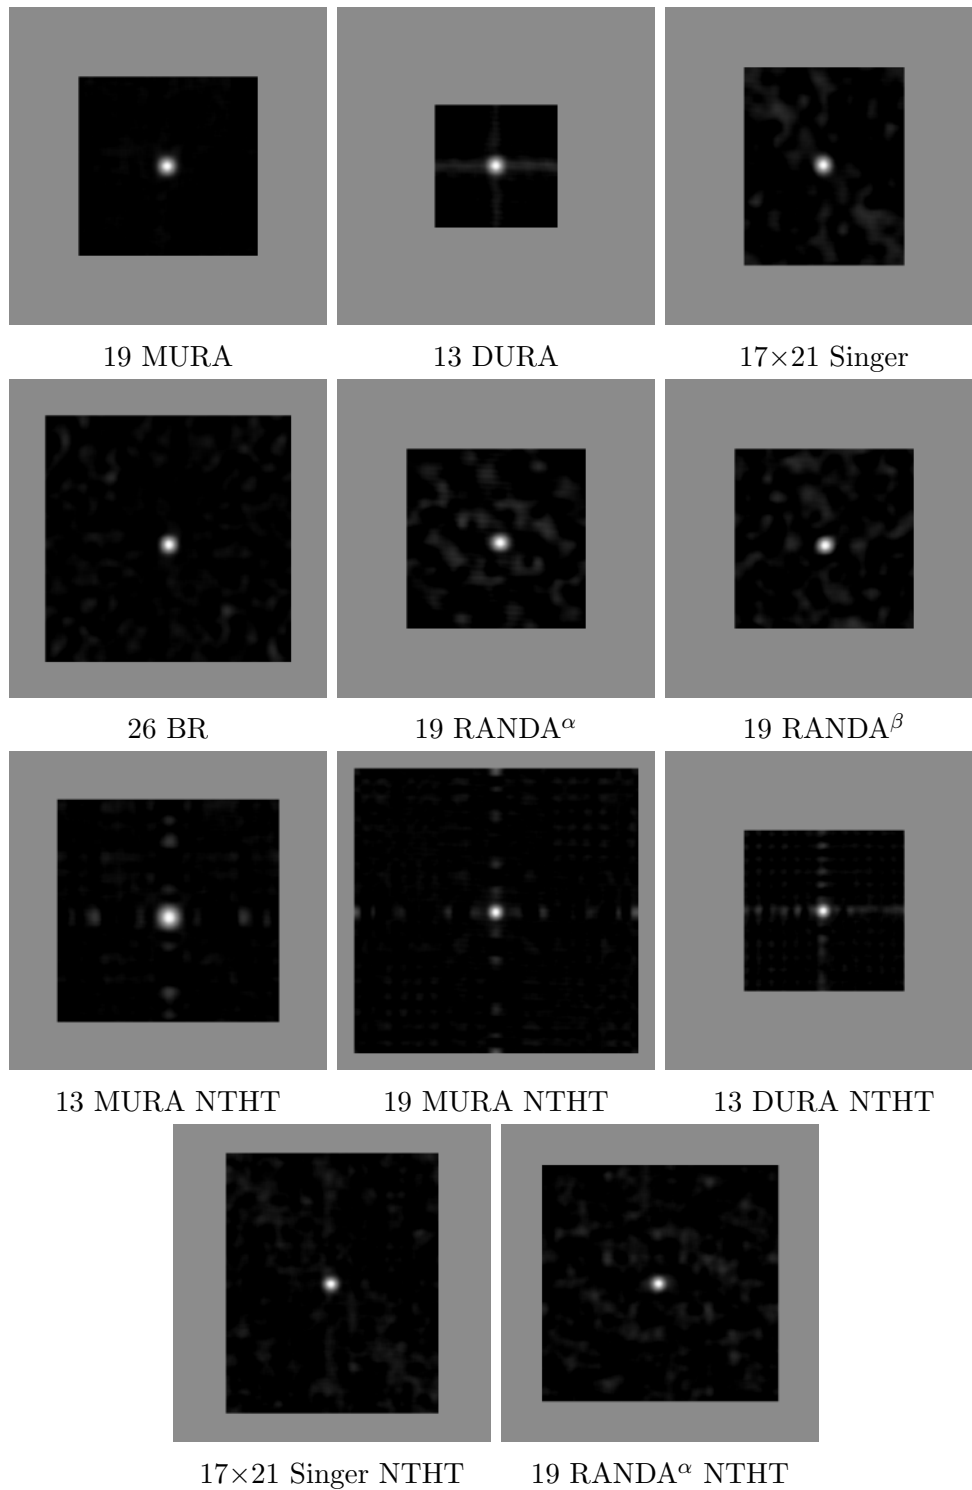 19 MURA 13 DURA 17×21 Singer
26 BR 19 RANDA^α 19 RANDA^β
13 MURA NTHT 19 MURA NTHT 13 DURA NTHT
17×21 Singer NTHT 19 RANDA^α NTHT